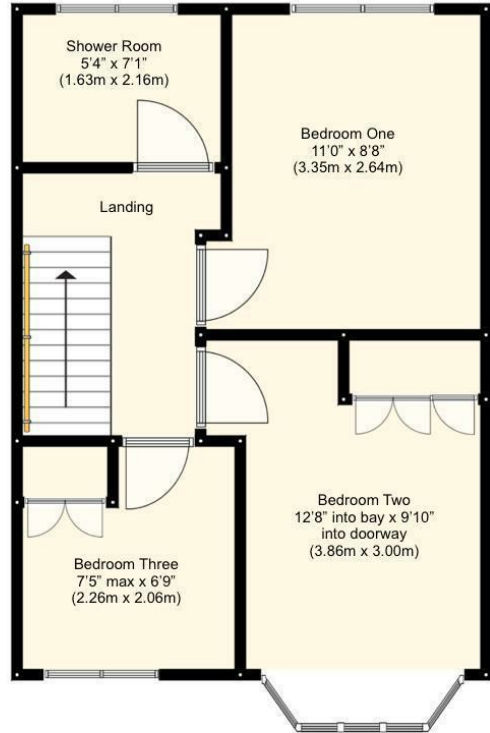 Shower Room
5'4" x 7'1"
(1.63m x 2.16m)
Bedroom One
11'0" x 8'8"
(3.35m x 2.64m)
Landing
Bedroom Two
12'8" into bay x 9'10"
into doorway
(3.86m x 3.00m)
Bedroom Three
7'5" max x 6'9"
(2.26m x 2.06m)